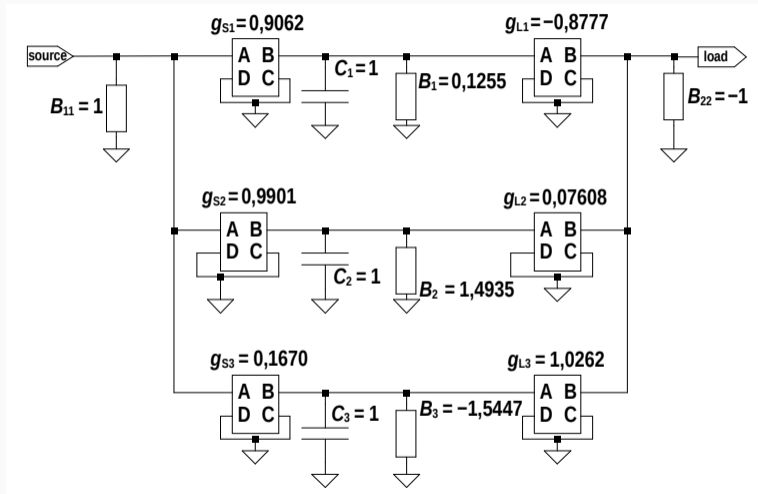 gS1=0,9062
gL1=−0,8777
source
A B
D C
C1=1
B1=0,1255
A B
D C
load
B11=1
B22=−1
gS2=0,9901
gL2=0,07608
A B
D C
C2=1
B2 = 1,4935
A B
D C
gS3= 0,1670
gL3= 1,0262
A B
D C
C3=1
B3=−1,5447
A B
D C